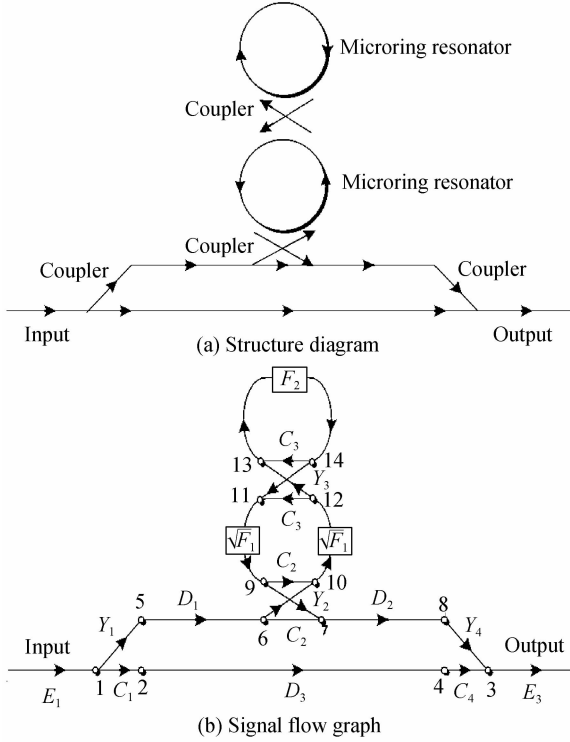 Microring resonator
Coupler
Microring resonator
Coupler
Coupler
Coupler
Input
Output
(a) Structure diagram
F₂
C₃
13
14
Y₃
11
12
C₃
√F₁
√F₁
C₂
9
10
Y₂
5
D₁
6
C₂
7
D₂
8
Y₁
Y₄
Input
Output
E₁
1
C₁
2
D₃
4
C₄
3
E₃
(b) Signal flow graph